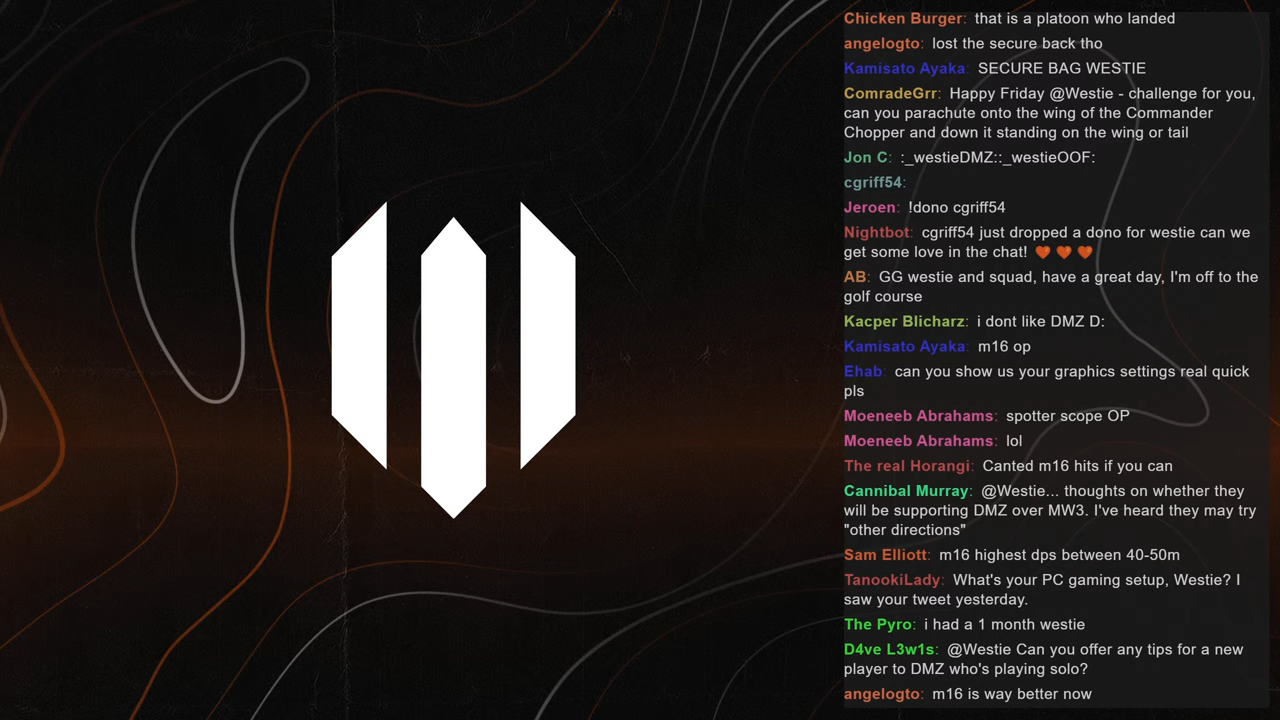 Chicken Burger: that is a platoon who landed
angelogto: lost the secure back tho
Kamisato Ayaka: SECURE BAG WESTIE
ComradeGrr: Happy Friday @Westie - challenge for you,
can you parachute onto the wing of the Commander
Chopper and down it standing on the wing or tail
Jon C: :_westieDMZ::_westieOOF:
cgriff54:
Jeroen: !dono cgriff54
Nightbot: cgriff54 just dropped a dono for westie can we
get some love in the chat! 🧡 🧡 🧡
AB: GG westie and squad, have a great day, I'm off to the
golf course
Kacper Blicharz: i dont like DMZ D:
Kamisato Ayaka: m16 op
Ehab: can you show us your graphics settings real quick
pls
Moeneeb Abrahams: spotter scope OP
Moeneeb Abrahams: lol
The real Horangi: Canted m16 hits if you can
Cannibal Murray: @Westie... thoughts on whether they
will be supporting DMZ over MW3. I've heard they may try
"other directions"
Sam Elliott: m16 highest dps between 40-50m
TanookiLady: What's your PC gaming setup, Westie? I
saw your tweet yesterday.
The Pyro: i had a 1 month westie
D4ve L3w1s: @Westie Can you offer any tips for a new
player to DMZ who's playing solo?
angelogto: m16 is way better now